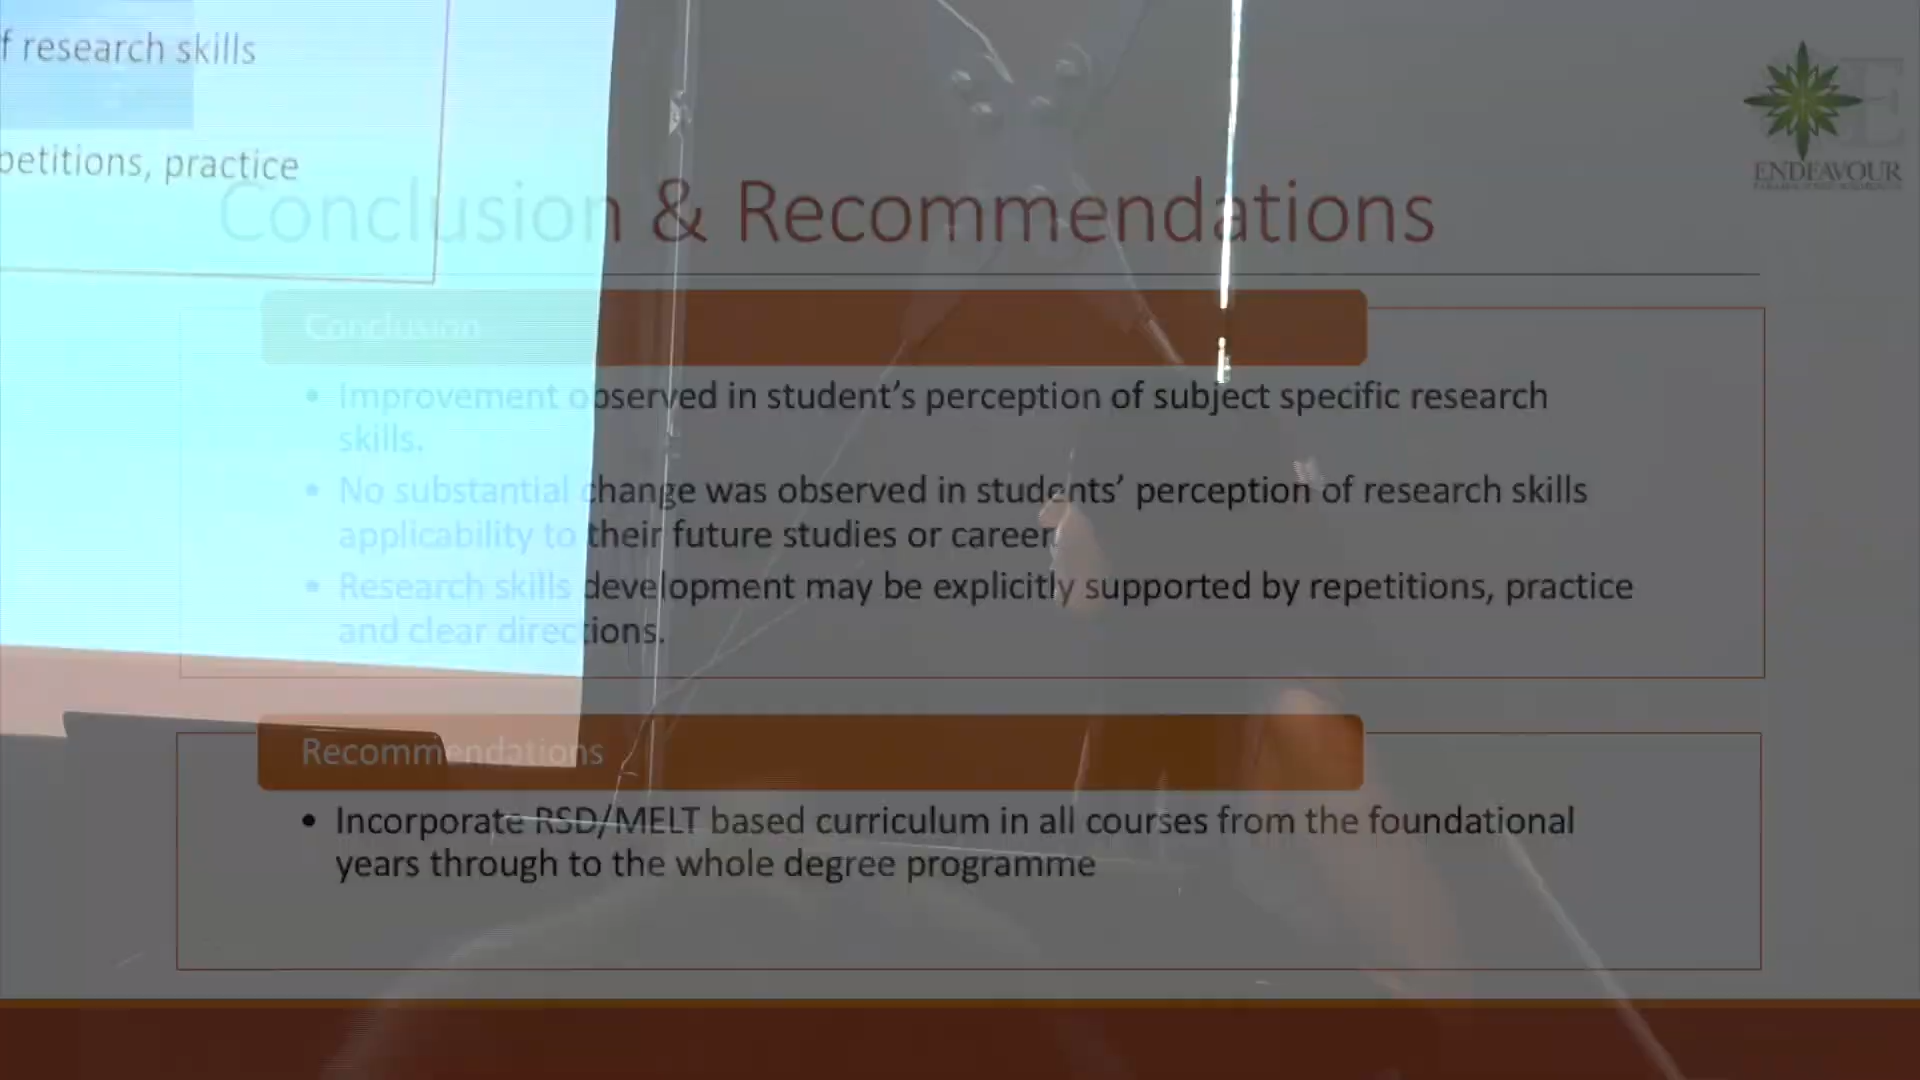 f research skills
petitions, practice
ENDEAVOUR
Conclusion & Recommendations
Conclusion
• Improvement observed in student's perception of subject specific research
skills.
• No substantial change was observed in students' perception of research skills
applicability to their future studies or career.
• Research skills development may be explicitly supported by repetitions, practice
and clear directions.
Recommendations
• Incorporate RSD/MELT based curriculum in all courses from the foundational
years through to the whole degree programme